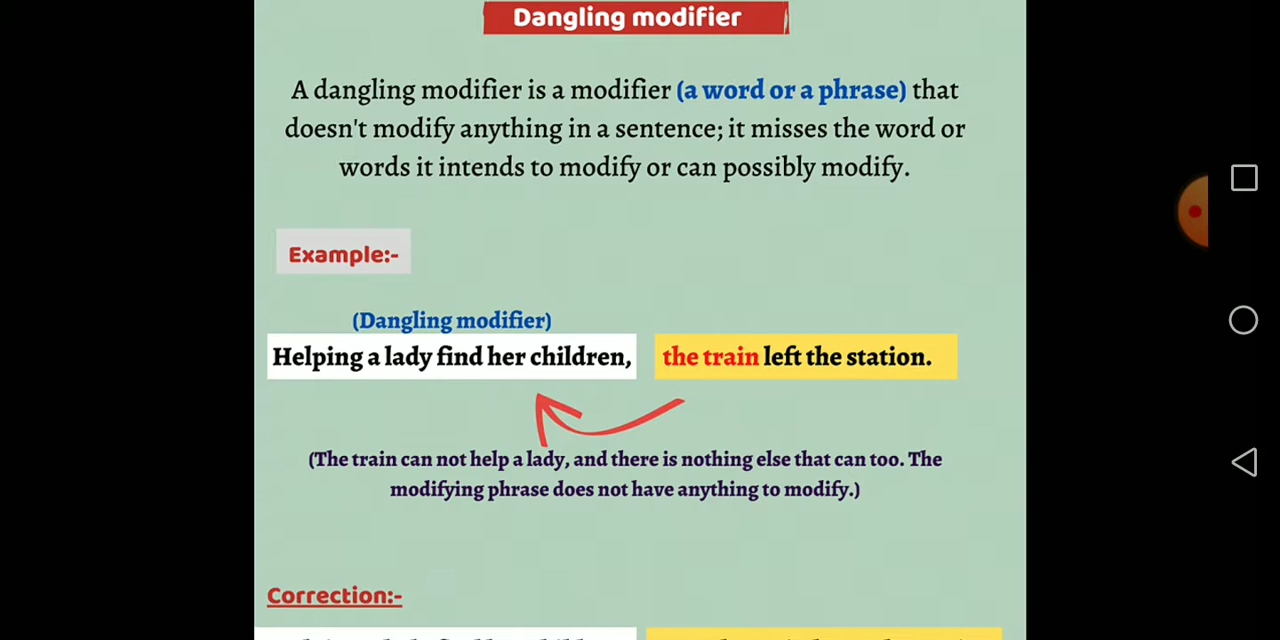 Dangling modifier
A dangling modifier is a modifier (a word or a phrase) that
doesn't modify anything in a sentence; it misses the word or
words it intends to modify or can possibly modify.
Example:-
(Dangling modifier)
Helping a lady find her children, the train left the station.
(The train can not help a lady, and there is nothing else that can too. The
modifying phrase does not have anything to modify.)
Correction:-